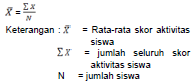 X̄ = ΣX / N
Keterangan : X̄ = Rata-rata skor aktivitas
siswa
ΣX = jumlah seluruh skor
aktivitas siswa
N = jumlah siswa